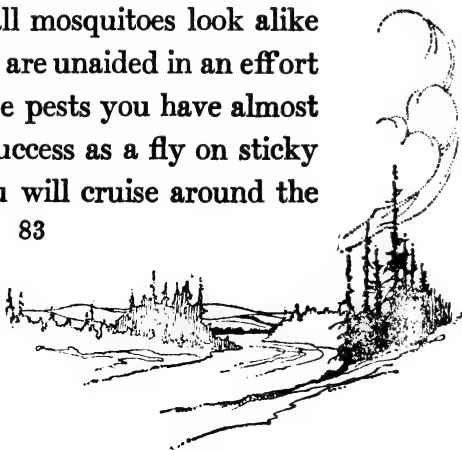 all mosquitoes look alike
are unaided in an effort
e pests you have almost
uccess as a fly on sticky
will cruise around the
83